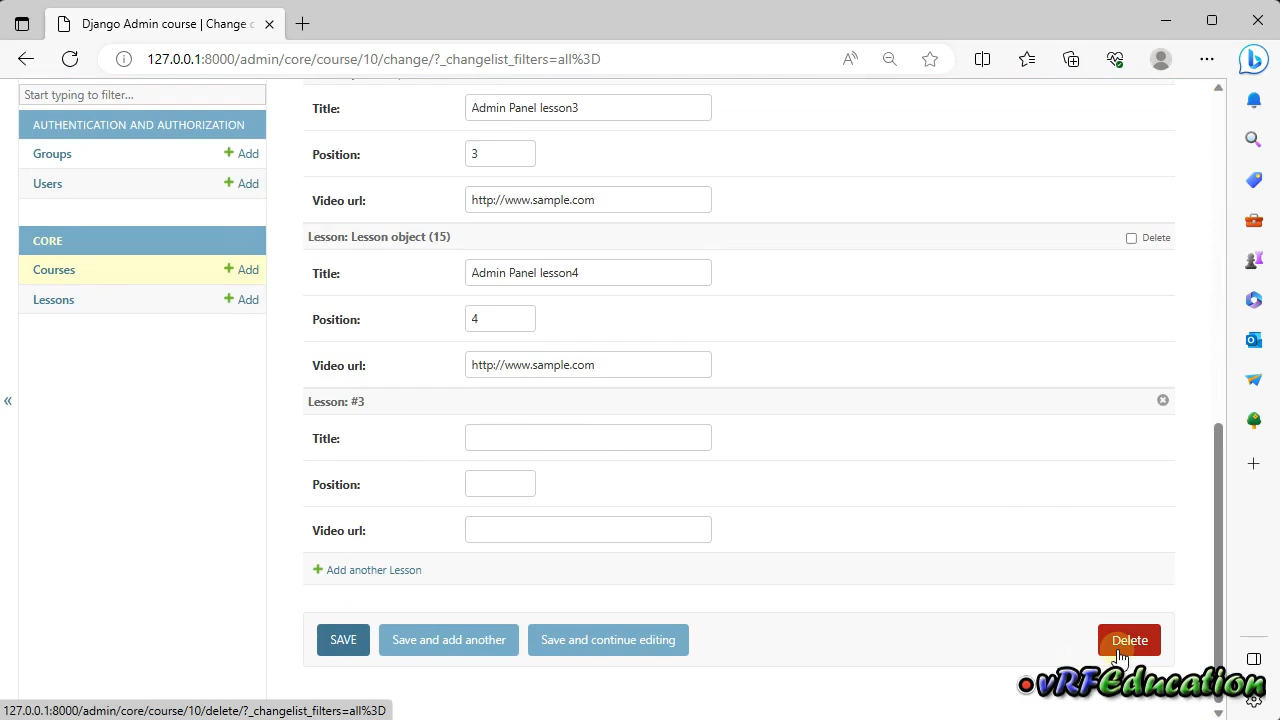 Django Admin course | Change c
127.0.0.1:8000/admin/core/course/10/change/?_changelist_filters=all%3D
Start typing to filter...
AUTHENTICATION AND AUTHORIZATION
Groups
Add
Users
Add
CORE
Courses
Add
Lessons
Add
Title:
Admin Panel lesson3
Position:
3
Video url:
http://www.sample.com
Lesson: Lesson object (15)
Delete
Title:
Admin Panel lesson4
Position:
4
Video url:
http://www.sample.com
Lesson: #3
Title:
Position:
Video url:
Add another Lesson
SAVE
Save and add another
Save and continue editing
Delete
vRFEducation
127.0.0.1:8000/admin/core/course/10/delete/?_changelist_filters=all%3D